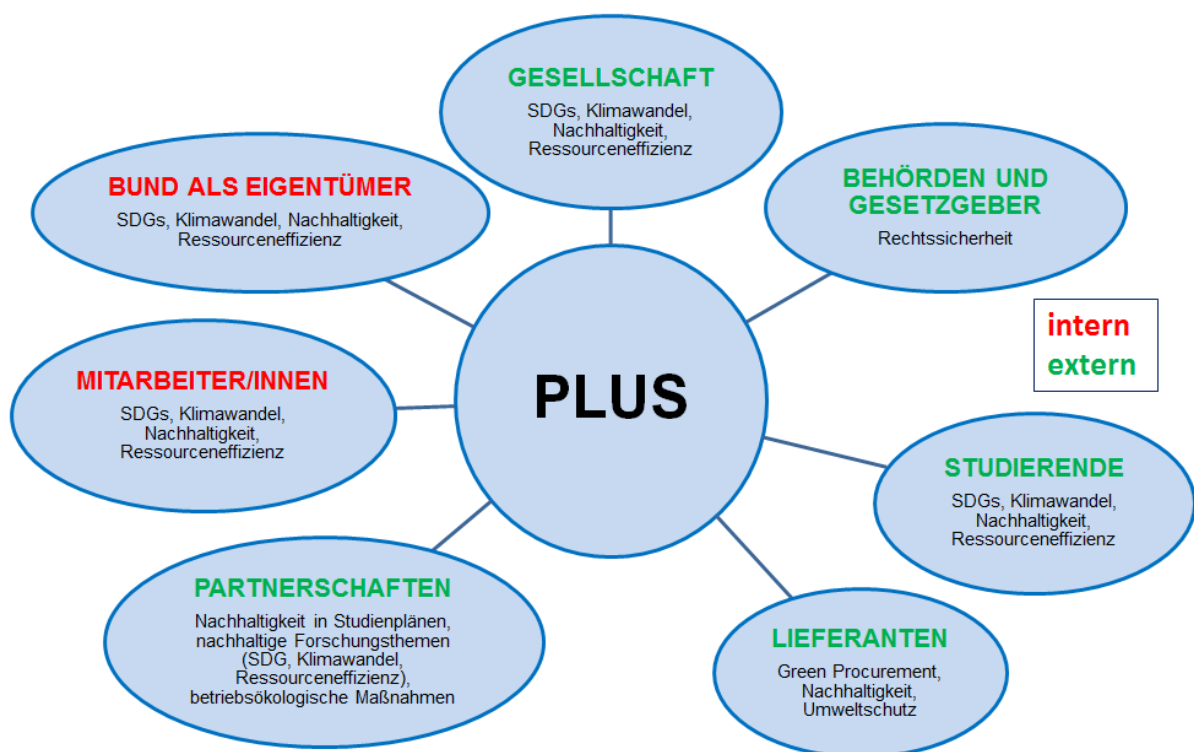 GESELLSCHAFT
SDGs, Klimawandel,
Nachhaltigkeit,
Ressourceneffizienz
BUND ALS EIGENTÜMER
SDGs, Klimawandel, Nachhaltigkeit,
Ressourceneffizienz
BEHÖRDEN UND
GESETZGEBER
Rechtssicherheit
intern
extern
PLUS
MITARBEITER/INNEN
SDGs, Klimawandel,
Nachhaltigkeit,
Ressourceneffizienz
STUDIERENDE
SDGs, Klimawandel,
Nachhaltigkeit,
Ressourceneffizienz
PARTNERSCHAFTEN
Nachhaltigkeit in Studienplänen,
nachhaltige Forschungsthemen
(SDG, Klimawandel,
Ressourceneffizienz),
betriebsökologische Maßnahmen
LIEFERANTEN
Green Procurement,
Nachhaltigkeit,
Umweltschutz